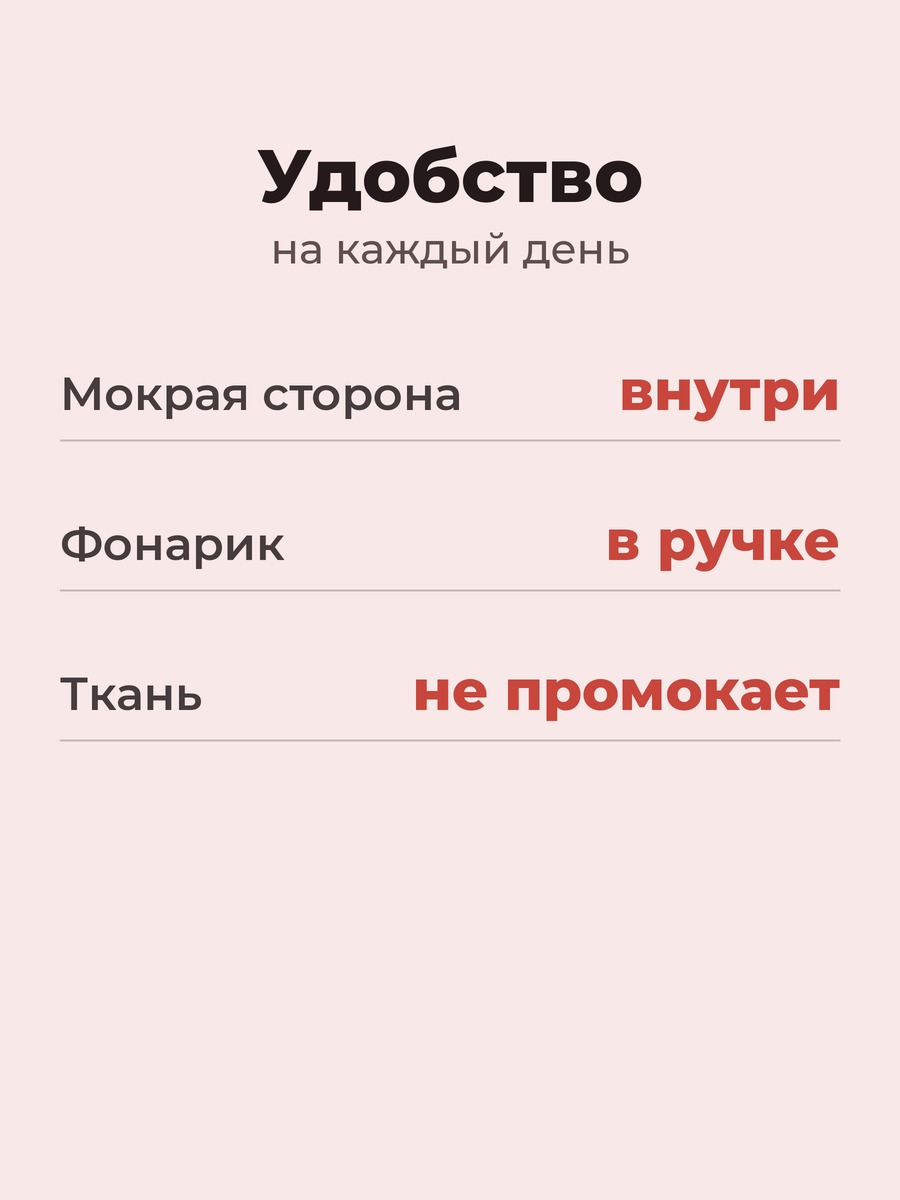 Удобство
на каждый день
Мокрая сторона внутри
Фонарик в ручке
Ткань не промокает